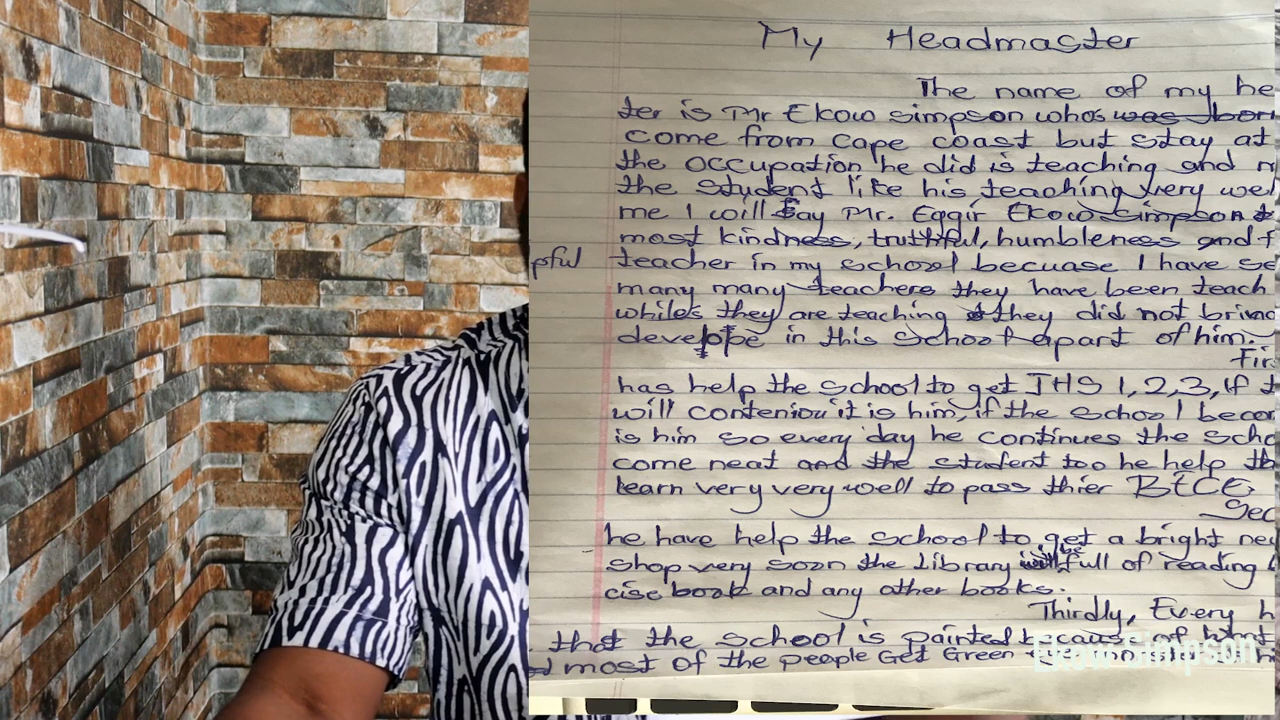 My Headmaster
The name of my he
ter is Mr Ekow simpson whos was born
come from cape coast but stay at
the occupation he did is teaching and
the student like his teaching very wel
me I will say Mr. Eggir Ekow simpson
most kindness, truthful, humbleness and f
pful teacher in my school becuase I have se
many many teachers they have been teach
whiles they are teaching they did not bring
develope in this school apart of him.
Firs
has help the school to get JHS 1,2,3, if t
will conteniou it is him, if the school becom
is him so every day he continues the scho
come neat and the student too he help th
learn very very well to pass thier BECE
Sec
he have help the school to get a bright ne
shop very soon the Library will be full of reading
cise book and any other books.
Thirdly, Every h
that the school is painted because of what
most of the people Get Green
Ekow Simpson